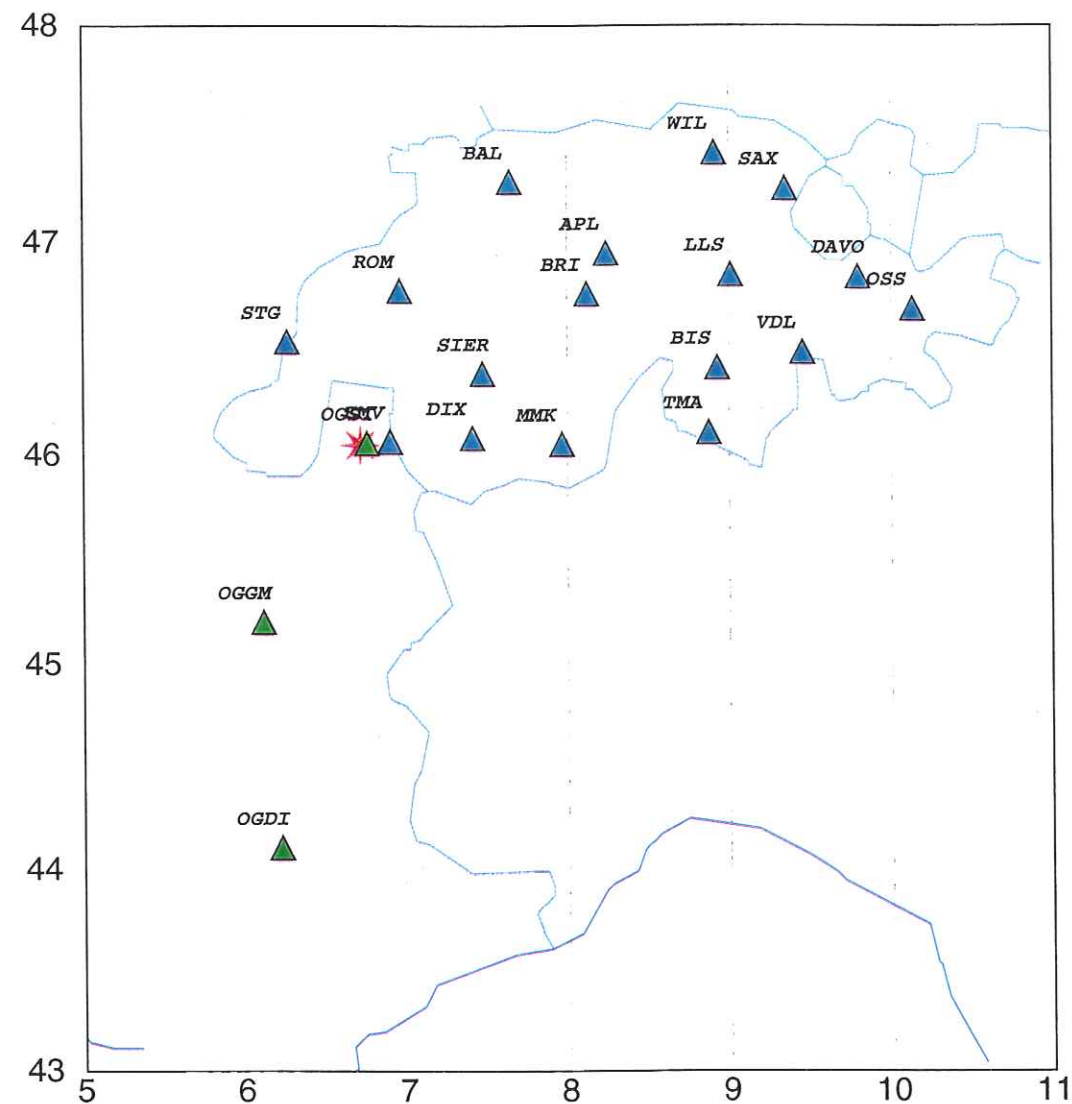 48
WIL
BAL
SAX
47
APL
LLS
DAVO
BRI
ROM
OSS
STG
VDL
BIS
SIER
TMA
DIX
MMK
46
OGGM
45
OGDI
44
43
5 6 7 8 9 10 11